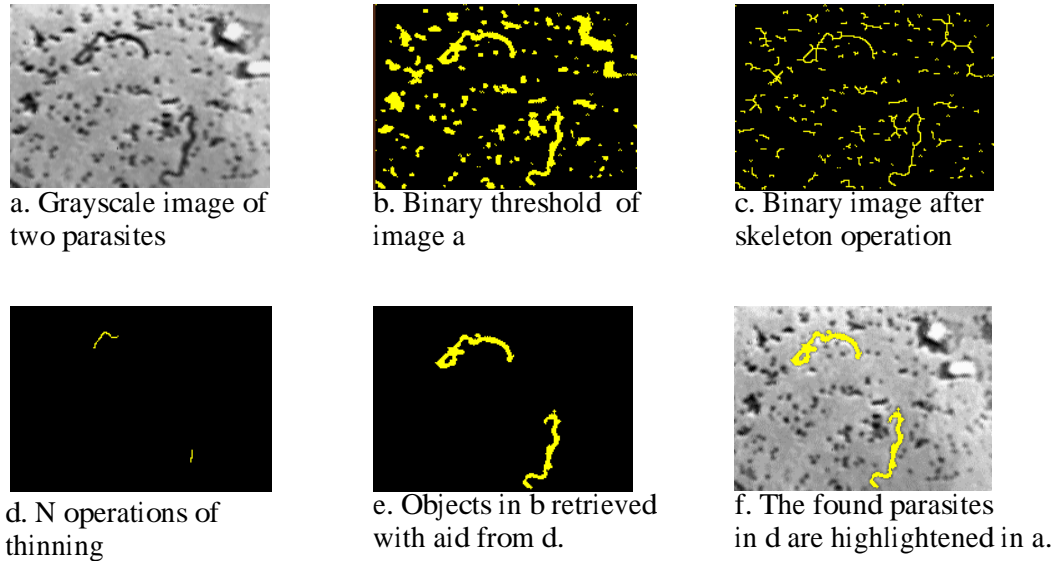 a. Grayscale image of
two parasites
b. Binary threshold of
image a
c. Binary image after
skeleton operation
d. N operations of
thinning
e. Objects in b retrieved
with aid from d.
f. The found parasites
in d are highlightened in a.